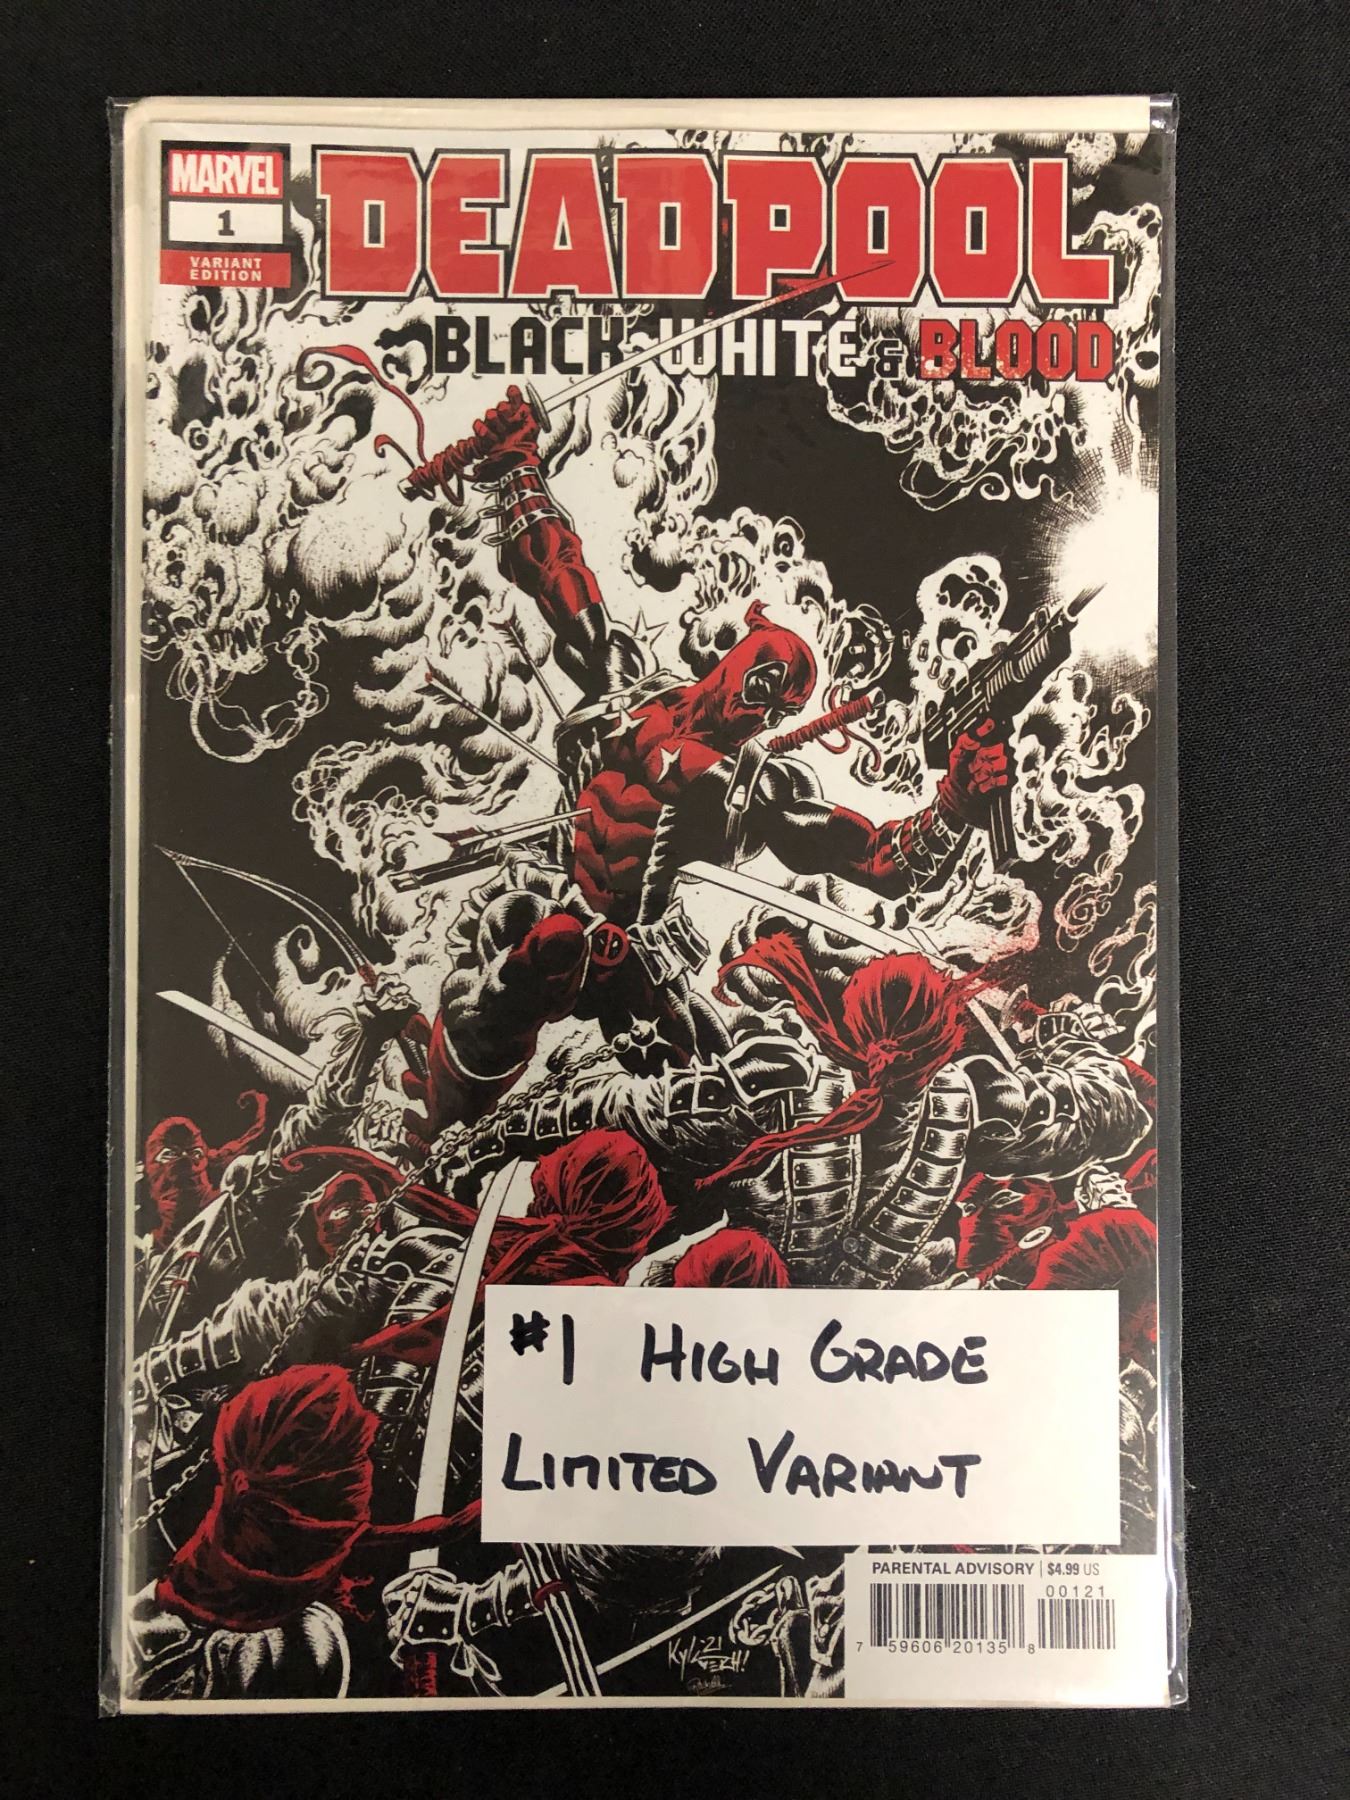 MARVEL
1
VARIANT
EDITION
DEADPOOL
BLACK, WHITE & BLOOD
#1 HIGH GRADE
LIMITED VARIANT
PARENTAL ADVISORY | $4.99 US
00121
7 59606 20135 8